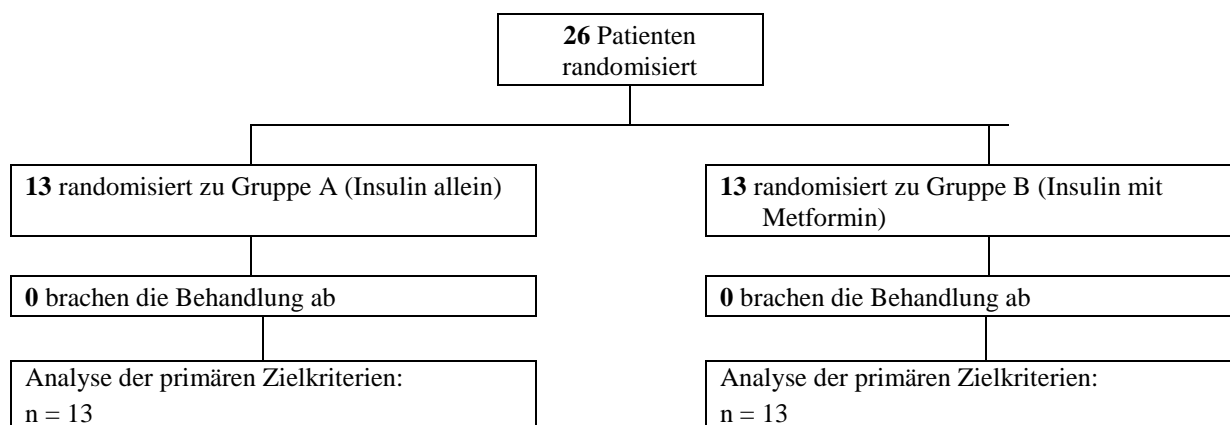 26 Patienten
randomisiert
13 randomisiert zu Gruppe A (Insulin allein)
13 randomisiert zu Gruppe B (Insulin mit
Metformin)
0 brachen die Behandlung ab
0 brachen die Behandlung ab
Analyse der primären Zielkriterien:
n = 13
Analyse der primären Zielkriterien:
n = 13